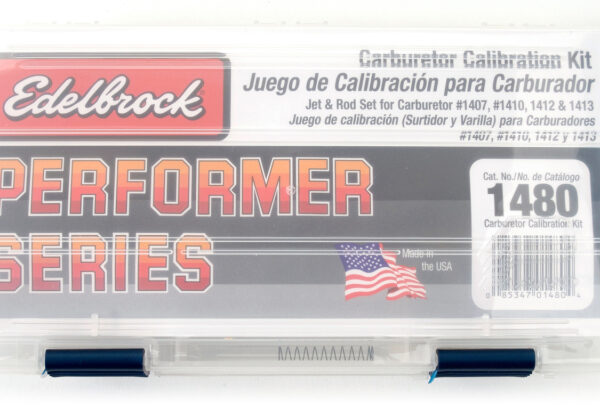 Carburetor Calibration Kit
Edelbrock
Juego de Calibración para Carburador
Jet & Rod Set for Carburetor #1407, #1410, 1412 & 1413
Juego de calibración (Surtidor y Varilla) para Carburadores
#1407, #1410, 1412 y 1413
PERFORMER®
SERIES
Cat. No./No. de Catálogo
1480
Carburetor Calibration Kit
Made in
the USA
0 85347 01480 4